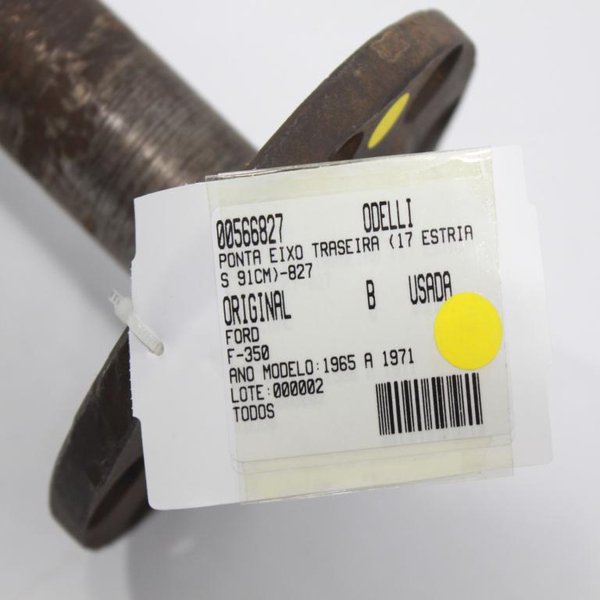 00566827 ODELLI
PONTA EIXO TRASEIRA (17 ESTRIA
S 91CM)-827
ORIGINAL B USADA
FORD
F-350
ANO MODELO:1965 A 1971
LOTE:000002
TODOS